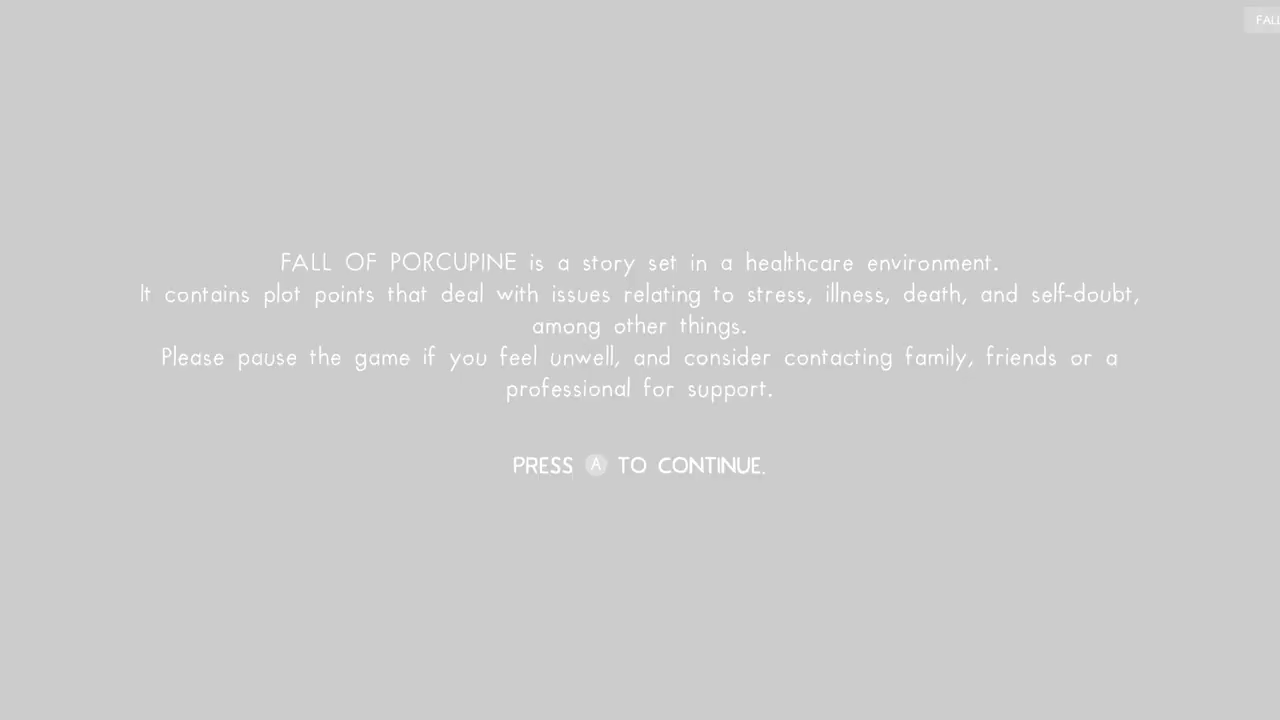 FALL
FALL OF PORCUPINE is a story set in a healthcare environment.
It contains plot points that deal with issues relating to stress, illness, death, and self-doubt,
among other things.
Please pause the game if you feel unwell, and consider contacting family, friends or a
professional for support.
PRESS A TO CONTINUE.